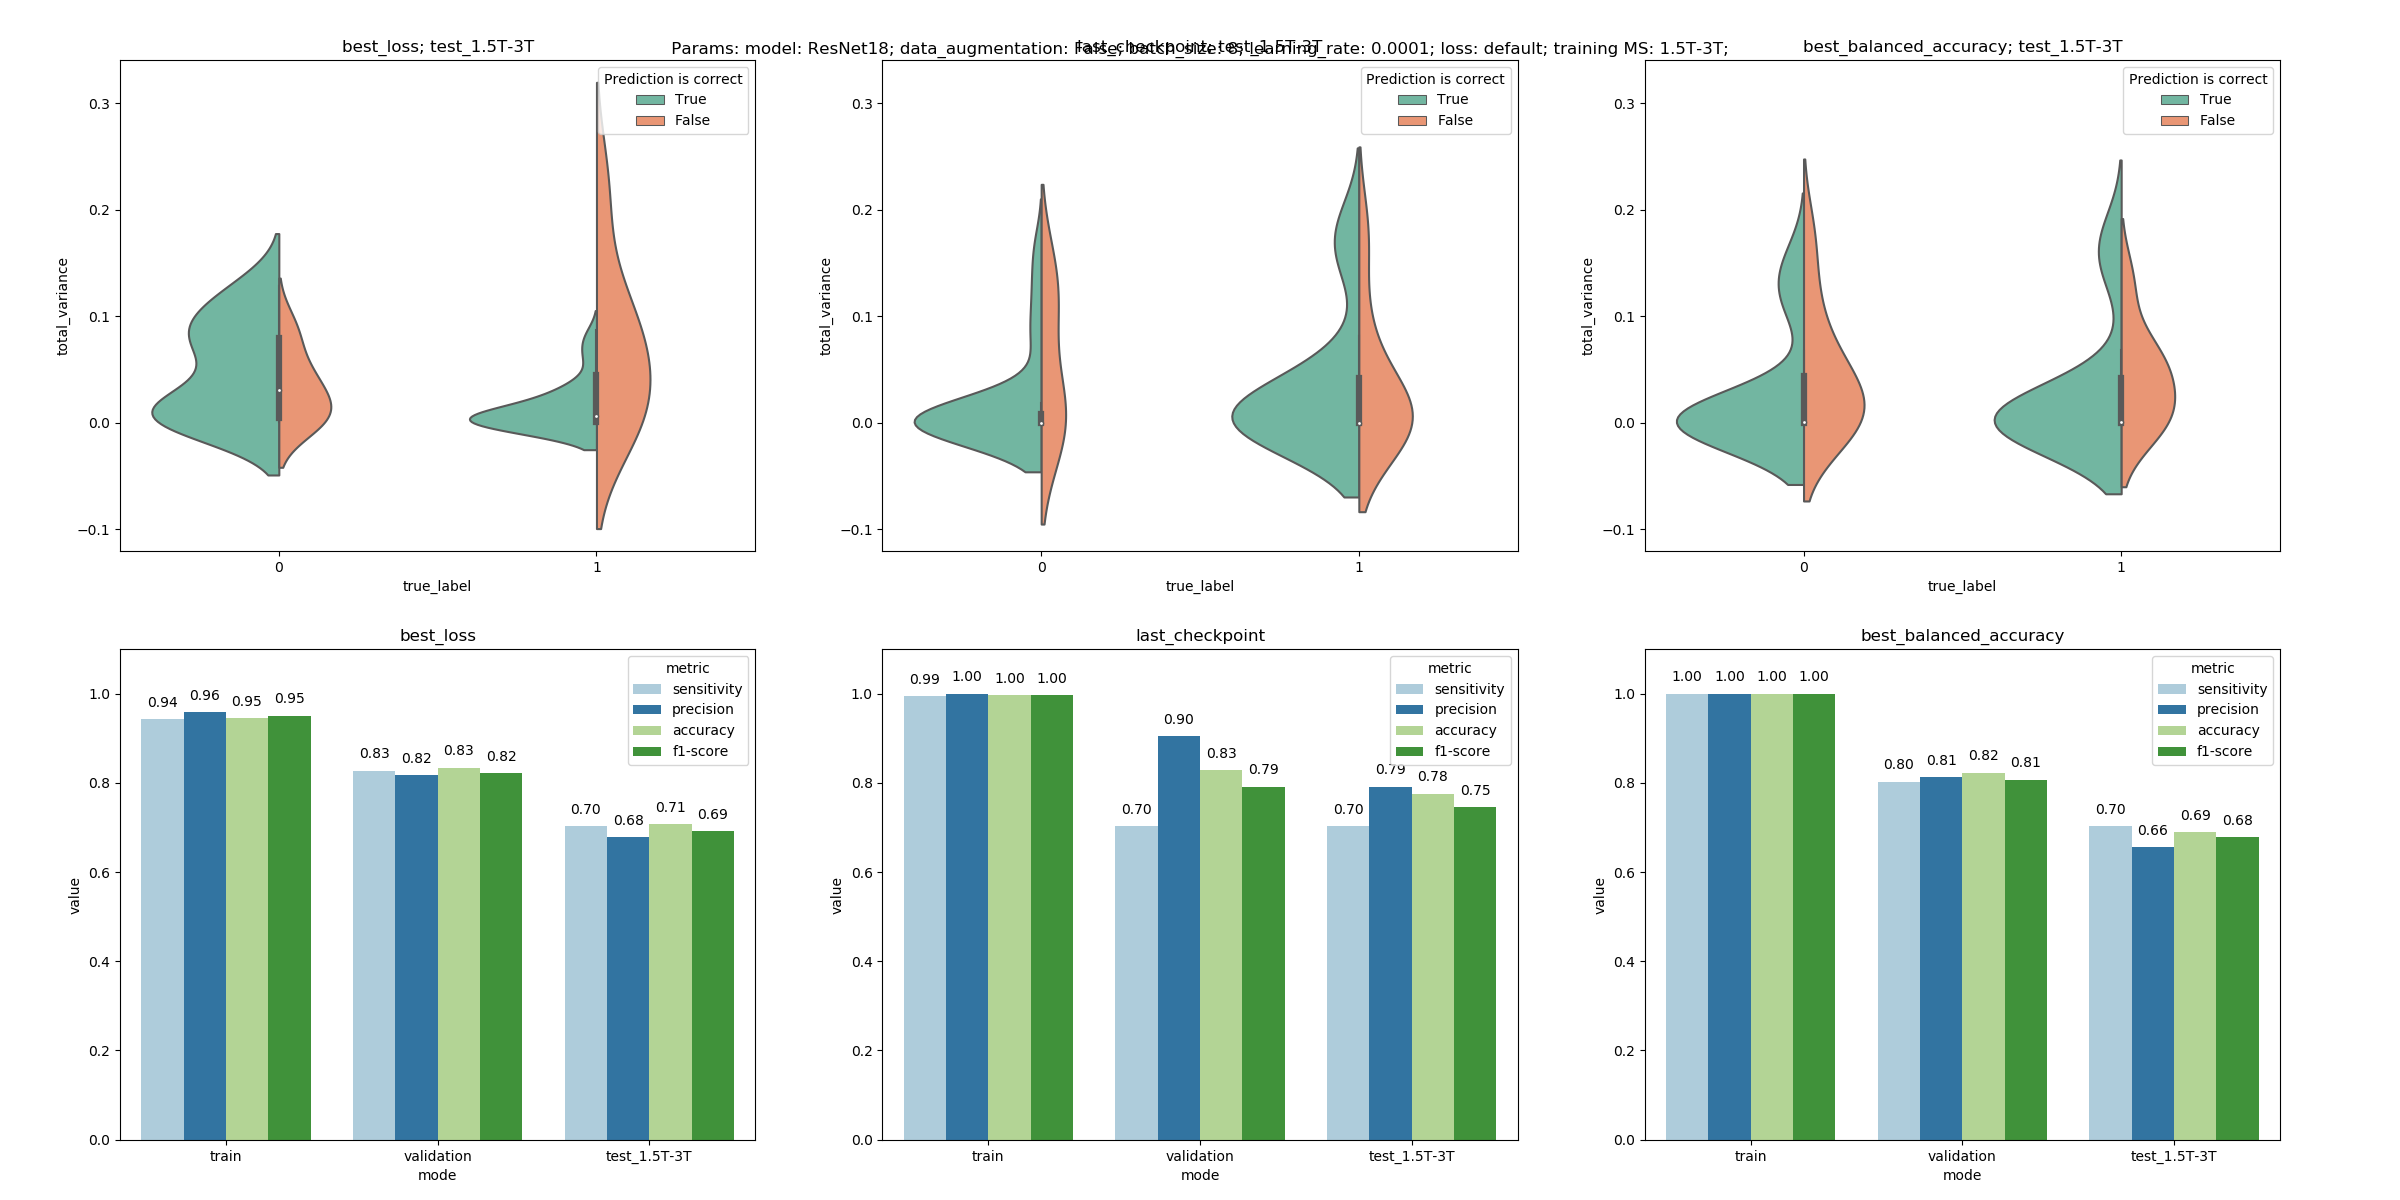 best_loss; test_1.5T-3T
Params: model: ResNet18; data_augmentation: False; batch_size: 8; learning_rate: 0.0001; loss: default; training MS: 1.5T-3T;
last_checkpoint; test_1.5T-3T
best_balanced_accuracy; test_1.5T-3T
total_variance
0.3
0.2
0.1
0.0
−0.1
Prediction is correct
True
False
0 1
true_label
total_variance
0.3
0.2
0.1
0.0
−0.1
Prediction is correct
True
False
0 1
true_label
total_variance
0.3
0.2
0.1
0.0
−0.1
Prediction is correct
True
False
0 1
true_label
best_loss
value
1.0
0.8
0.6
0.4
0.2
0.0
metric
sensitivity
precision
accuracy
f1-score
0.94 0.96 0.95 0.95
0.83 0.82 0.83 0.82
0.70 0.68 0.71 0.69
train validation test_1.5T-3T
mode
last_checkpoint
value
1.0
0.8
0.6
0.4
0.2
0.0
metric
sensitivity
precision
accuracy
f1-score
0.99 1.00 1.00 1.00
0.70 0.90 0.83 0.79
0.70 0.79 0.78 0.75
train validation test_1.5T-3T
mode
best_balanced_accuracy
value
1.0
0.8
0.6
0.4
0.2
0.0
metric
sensitivity
precision
accuracy
f1-score
1.00 1.00 1.00 1.00
0.80 0.81 0.82 0.81
0.70 0.66 0.69 0.68
train validation test_1.5T-3T
mode